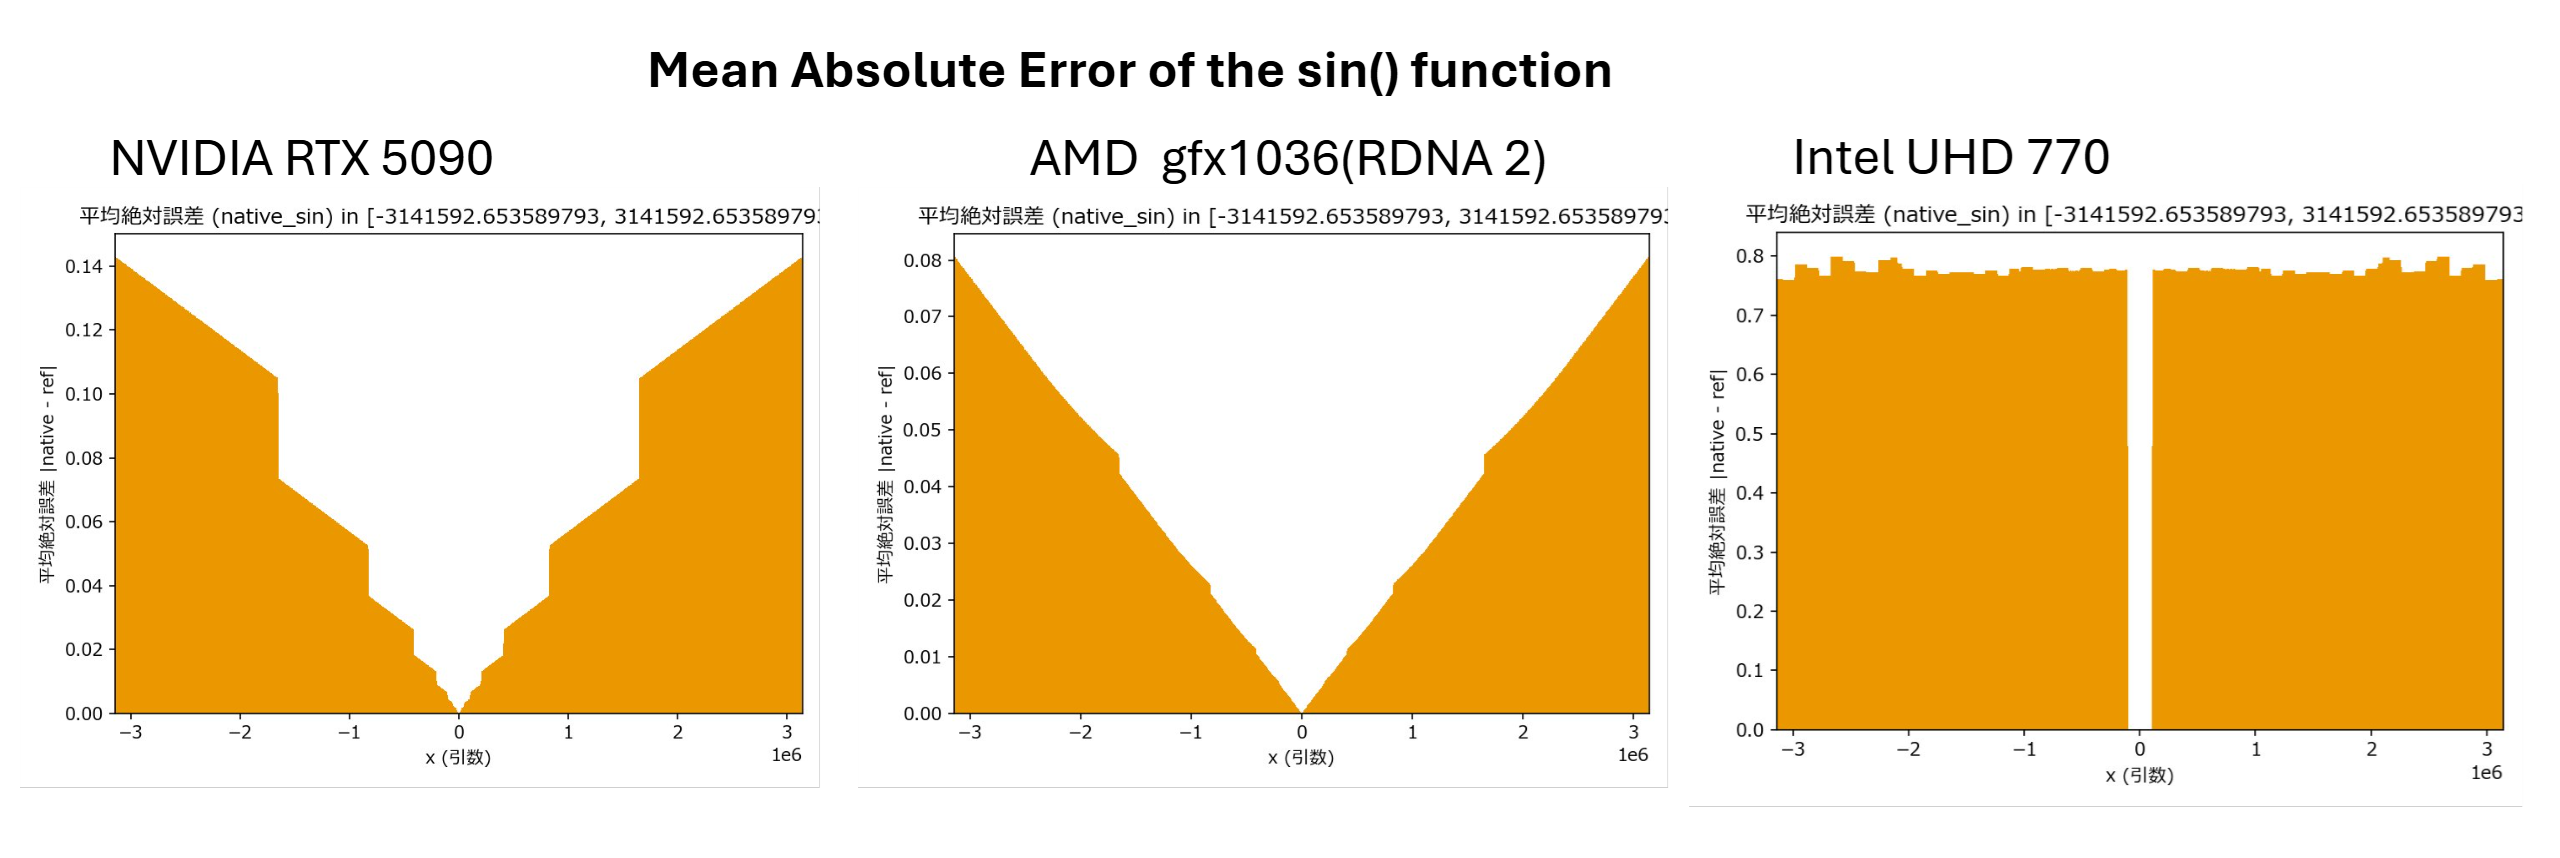 Mean Absolute Error of the sin() function
NVIDIA RTX 5090
平均絶対誤差 (native_sin) in [-3141592.653589793, 3141592.653589793
平均絶対誤差 |native - ref|
0.14
0.12
0.10
0.08
0.06
0.04
0.02
0.00
−3 −2 −1 0 1 2 3
1e6
x (引数)
AMD gfx1036(RDNA 2)
平均絶対誤差 (native_sin) in [-3141592.653589793, 3141592.653589793
平均絶対誤差 |native - ref|
0.08
0.07
0.06
0.05
0.04
0.03
0.02
0.01
0.00
−3 −2 −1 0 1 2 3
1e6
x (引数)
Intel UHD 770
平均絶対誤差 (native_sin) in [-3141592.653589793, 3141592.653589793
平均絶対誤差 |native - ref|
0.8
0.7
0.6
0.5
0.4
0.3
0.2
0.1
0.0
−3 −2 −1 0 1 2 3
1e6
x (引数)